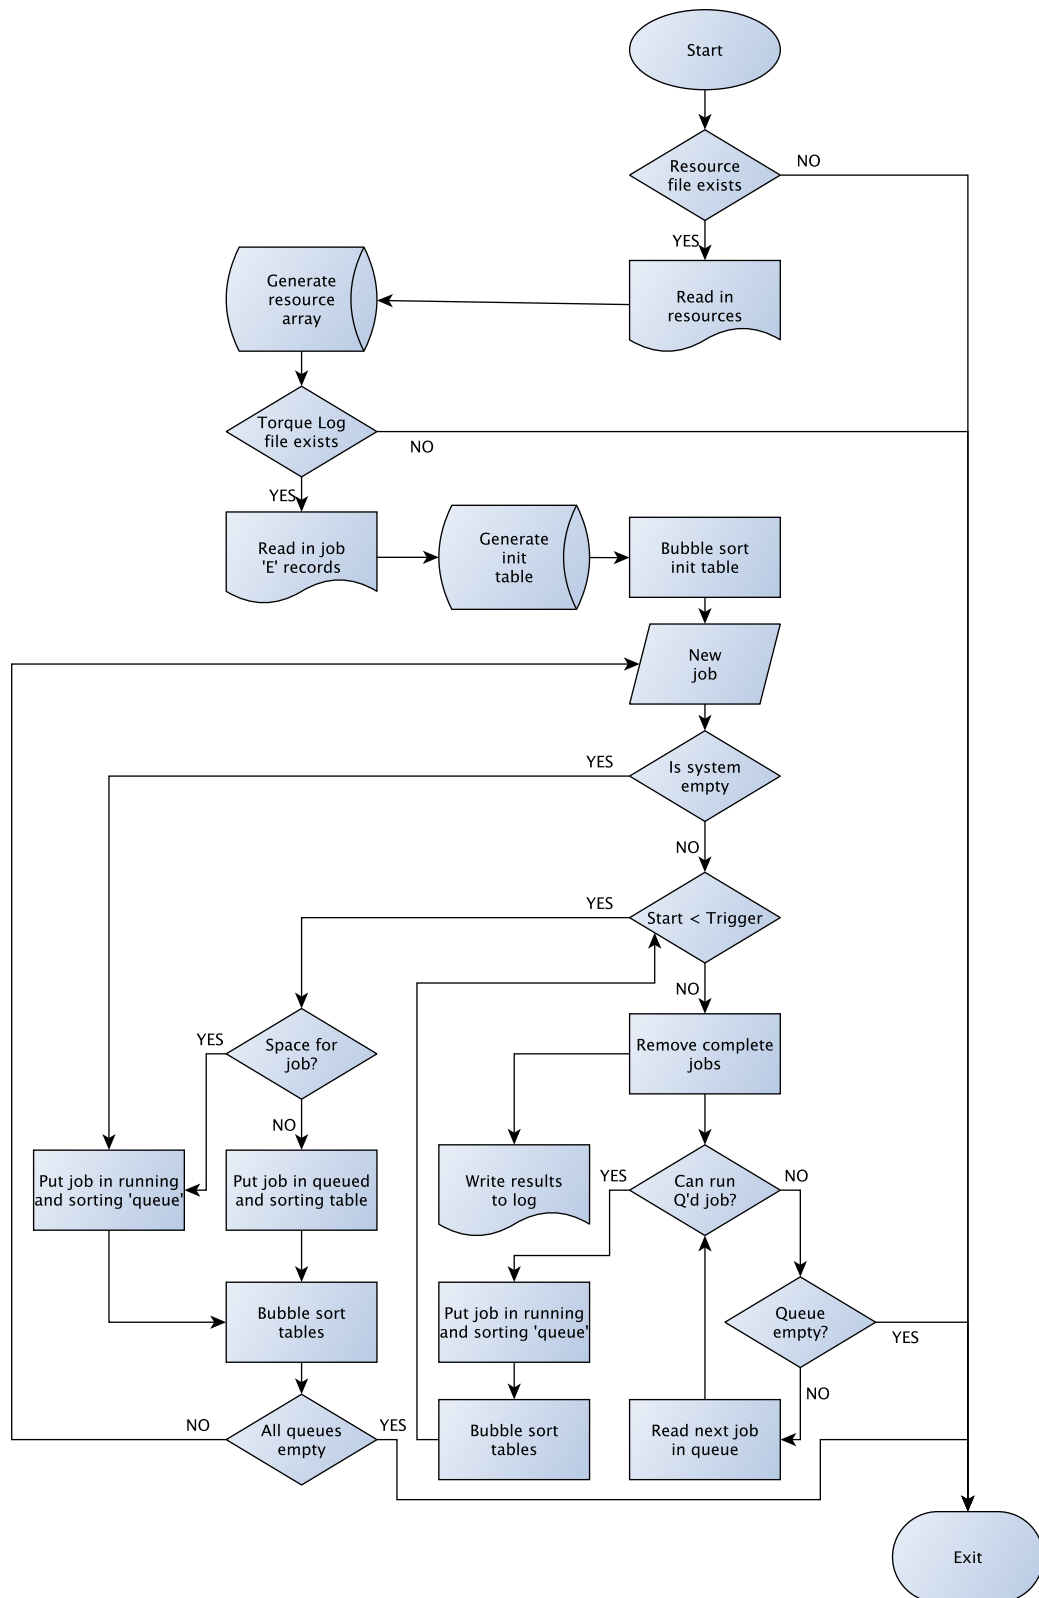 Start
Resource
file exists
NO
YES
Generate
resource
array
Read in
resources
Torque Log
file exists
NO
YES
Read in job
'E' records
Generate
init
table
Bubble sort
init table
New
job
Is system
empty
YES
NO
Start < Trigger
YES
NO
Space for
job?
YES
NO
Remove complete
jobs
Put job in running
and sorting 'queue'
Put job in queued
and sorting table
Write results
to log
Can run
Q'd job?
YES
NO
Bubble sort
tables
Put job in running
and sorting 'queue'
Queue
empty?
YES
NO
All queues
empty
NO
YES
Bubble sort
tables
Read next job
in queue
Exit